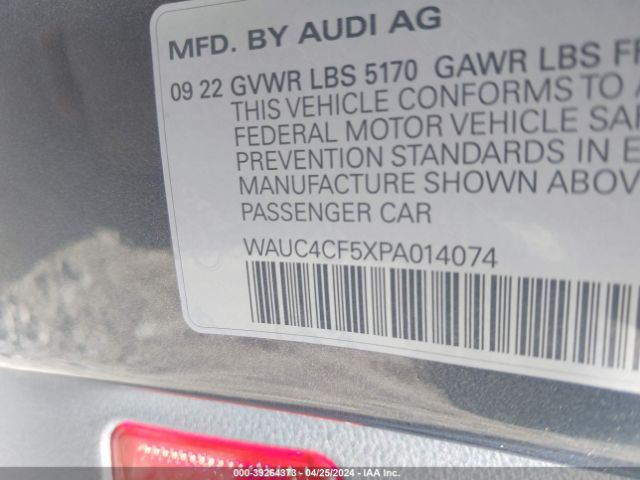 MFD. BY AUDI AG
09 22 GVWR LBS 5170 GAWR LBS
THIS VEHICLE CONFORMS TO
FEDERAL MOTOR VEHICLE
PREVENTION STANDARDS IN
MANUFACTURE SHOWN
PASSENGER CAR
WAUC4CF5XPA014074
000-39264373 - 04/25/2024 - IAA Inc.